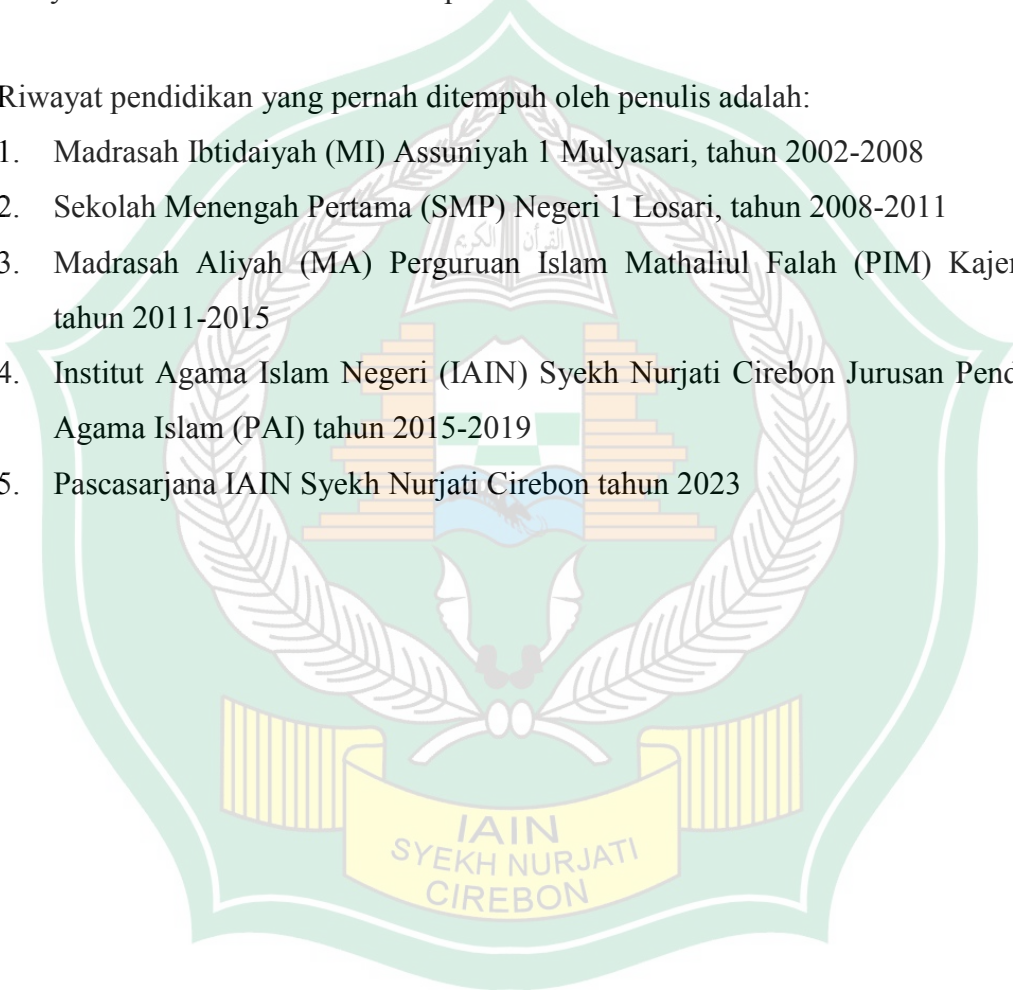 Riwayat pendidikan yang pernah ditempuh oleh penulis adalah:
1. Madrasah Ibtidaiyah (MI) Assuniyah 1 Mulyasari, tahun 2002-2008
2. Sekolah Menengah Pertama (SMP) Negeri 1 Losari, tahun 2008-2011
3. Madrasah Aliyah (MA) Perguruan Islam Mathaliul Falah (PIM) Kajen
tahun 2011-2015
4. Institut Agama Islam Negeri (IAIN) Syekh Nurjati Cirebon Jurusan Pend
Agama Islam (PAI) tahun 2015-2019
5. Pascasarjana IAIN Syekh Nurjati Cirebon tahun 2023
القرآن الكريم
IAIN
SYEKH NURJATI
CIREBON